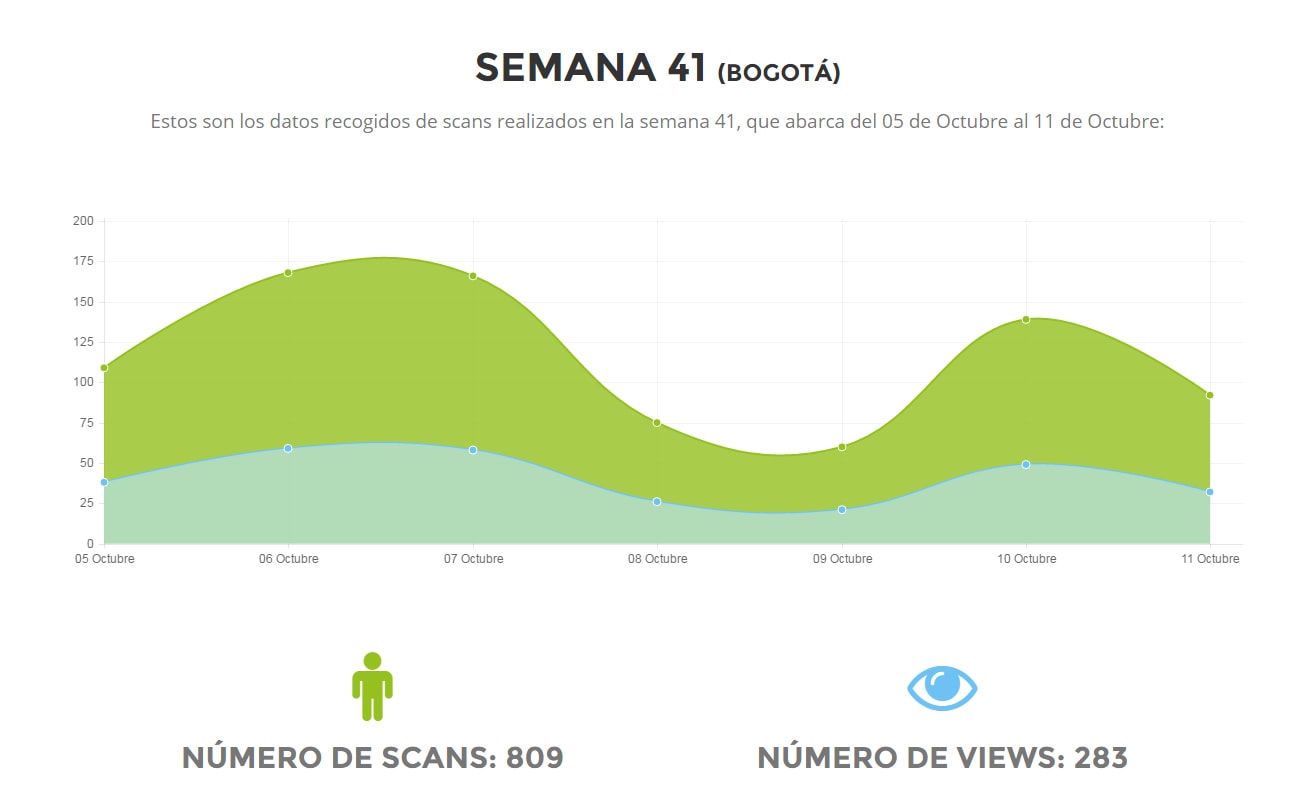 SEMANA 41 (BOGOTÁ)
Estos son los datos recogidos de scans realizados en la semana 41, que abarca del 05 de Octubre al 11 de Octubre:
200
175
150
125
100
75
50
25
0
05 Octubre 06 Octubre 07 Octubre 08 Octubre 09 Octubre 10 Octubre 11 Octubre
NÚMERO DE SCANS: 809 NÚMERO DE VIEWS: 283